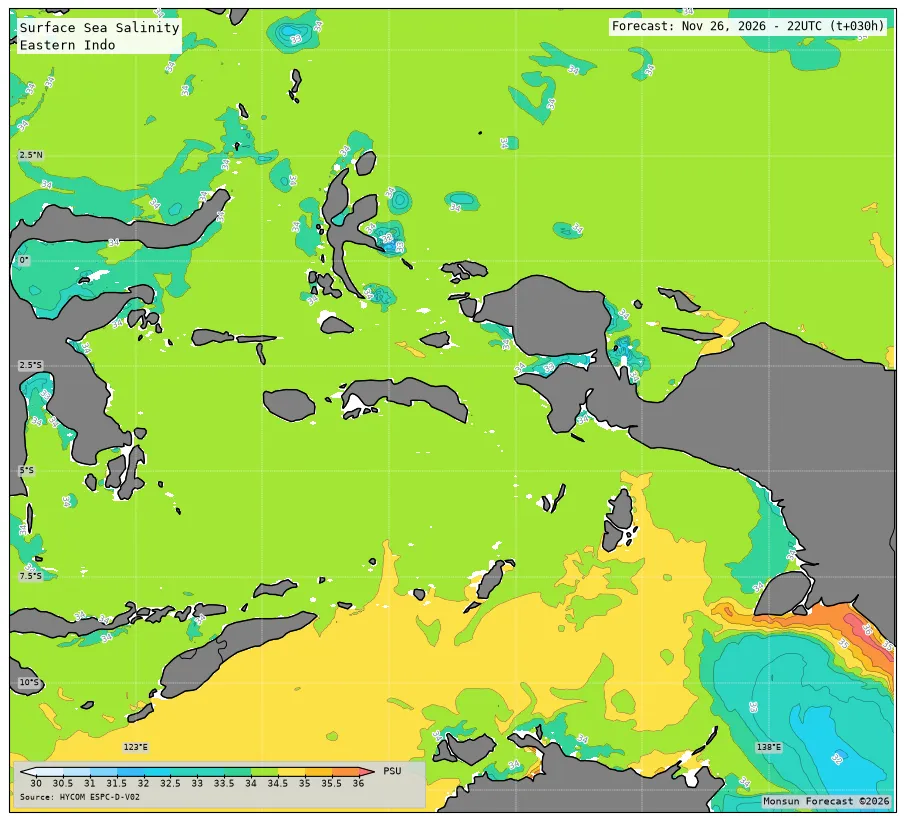 Surface Sea Salinity
Eastern Indo
Forecast: Nov 26, 2026 - 22UTC (t+030h)
2.5°N
0°
2.5°S
5°S
7.5°S
10°S
123°E
138°E
30 30.5 31 31.5 32 32.5 33 33.5 34 34.5 35 35.5 36 PSU
Source: HYCOM ESPC-D-V02
Monsun Forecast ©2026